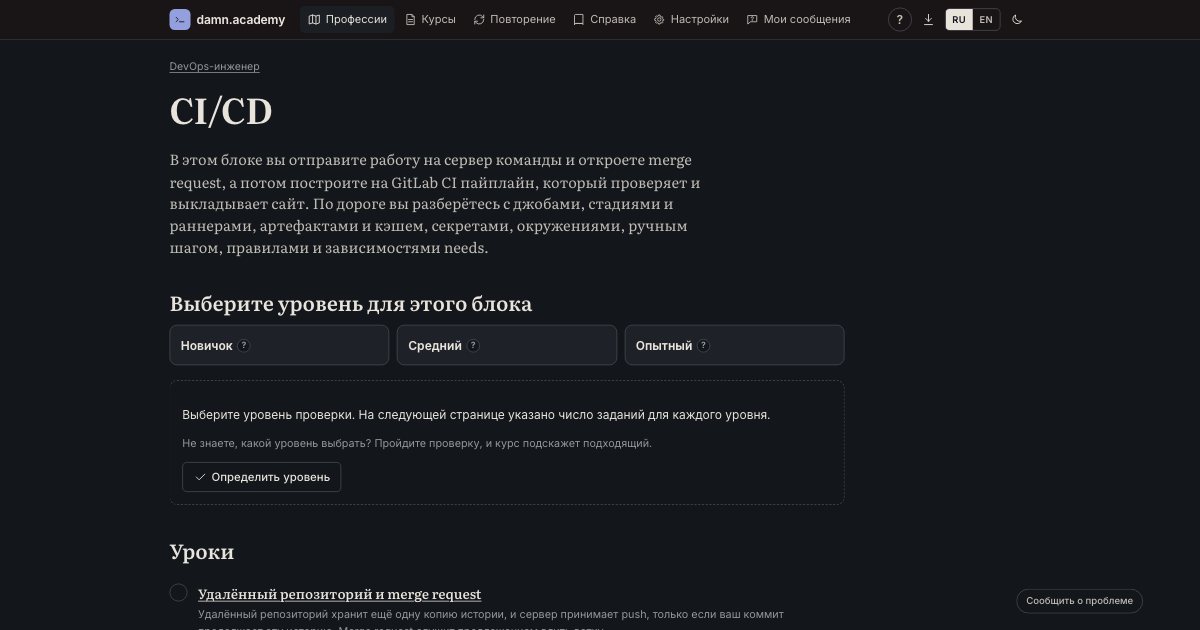 damn.academy Профессии Курсы Повторение Справка Настройки Мои сообщения ? RU EN
DevOps-инженер
CI/CD
В этом блоке вы отправите работу на сервер команды и откроете merge
request, а потом построите на GitLab CI пайплайн, который проверяет и
выкладывает сайт. По дороге вы разберётесь с джобами, стадиями и
раннерами, артефактами и кэшем, секретами, окружениями, ручным
шагом, правилами и зависимостями needs.
Выберите уровень для этого блока
Новичок ? Средний ? Опытный ?
Выберите уровень проверки. На следующей странице указано число заданий для каждого уровня.
Не знаете, какой уровень выбрать? Пройдите проверку, и курс подскажет подходящий.
Определить уровень
Уроки
Удалённый репозиторий и merge request
Сообщить о проблеме
Удалённый репозиторий хранит ещё одну копию истории, и сервер принимает push, только если ваш коммит